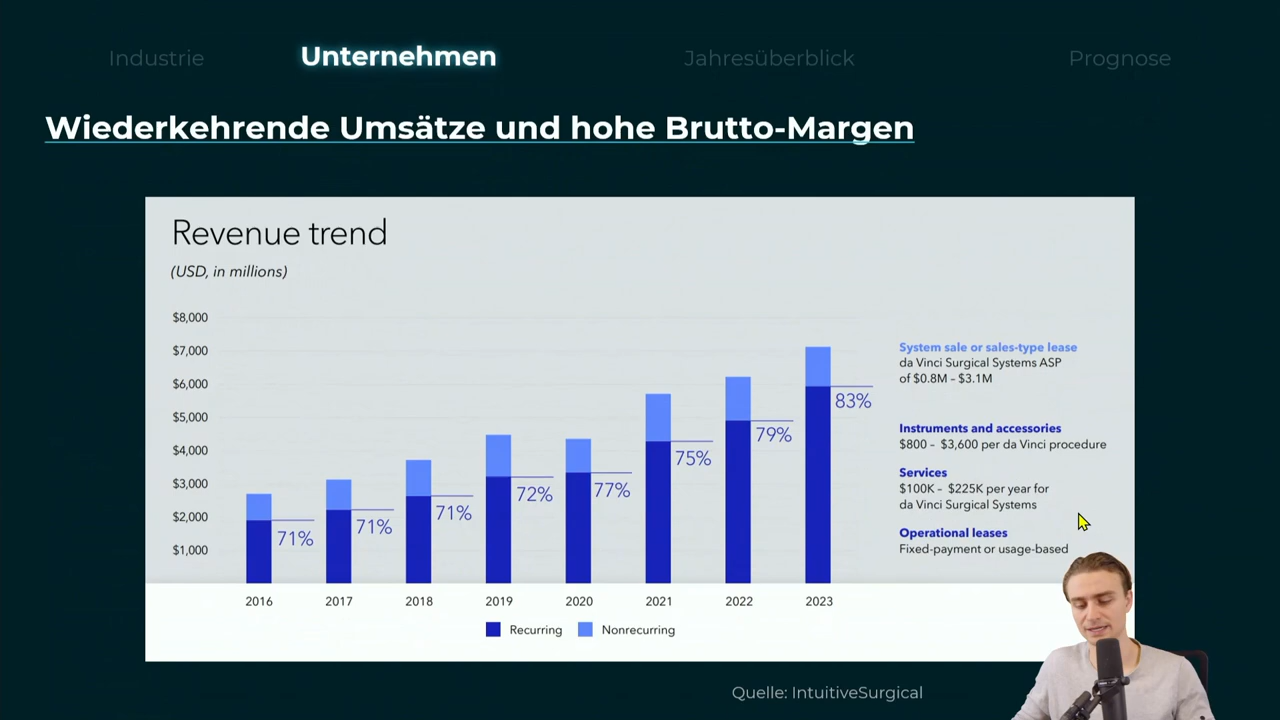 Industrie
Unternehmen
Jahresüberblick
Prognose
Wiederkehrende Umsätze und hohe Brutto-Margen
Revenue trend
(USD, in millions)
$8,000
$7,000
$6,000
$5,000
$4,000
$3,000
$2,000
$1,000
71%
71%
71%
72%
77%
75%
79%
83%
2016
2017
2018
2019
2020
2021
2022
2023
Recurring
Nonrecurring
System sale or sales-type lease
da Vinci Surgical Systems ASP
of $0.8M – $3.1M
Instruments and accessories
$800 – $3,600 per da Vinci procedure
Services
$100K – $225K per year for
da Vinci Surgical Systems
Operational leases
Fixed-payment or usage-based
Quelle: IntuitiveSurgical